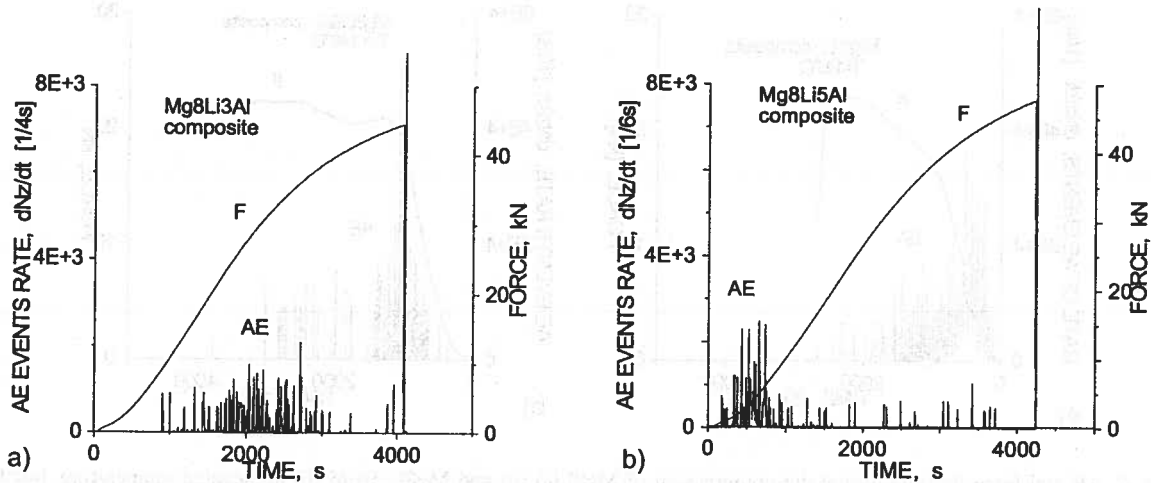 Mg8Li3Al
composite
8E+3
4E+3
0
AE EVENTS RATE, dNz/dt [1/4s]
F
AE
40
20
0
FORCE, kN
0
2000
4000
TIME, s
a)
Mg8Li5Al
composite
8E+3
4E+3
0
AE EVENTS RATE, dNz/dt [1/6s]
F
AE
40
20
0
FORCE, kN
0
2000
4000
TIME, s
b)